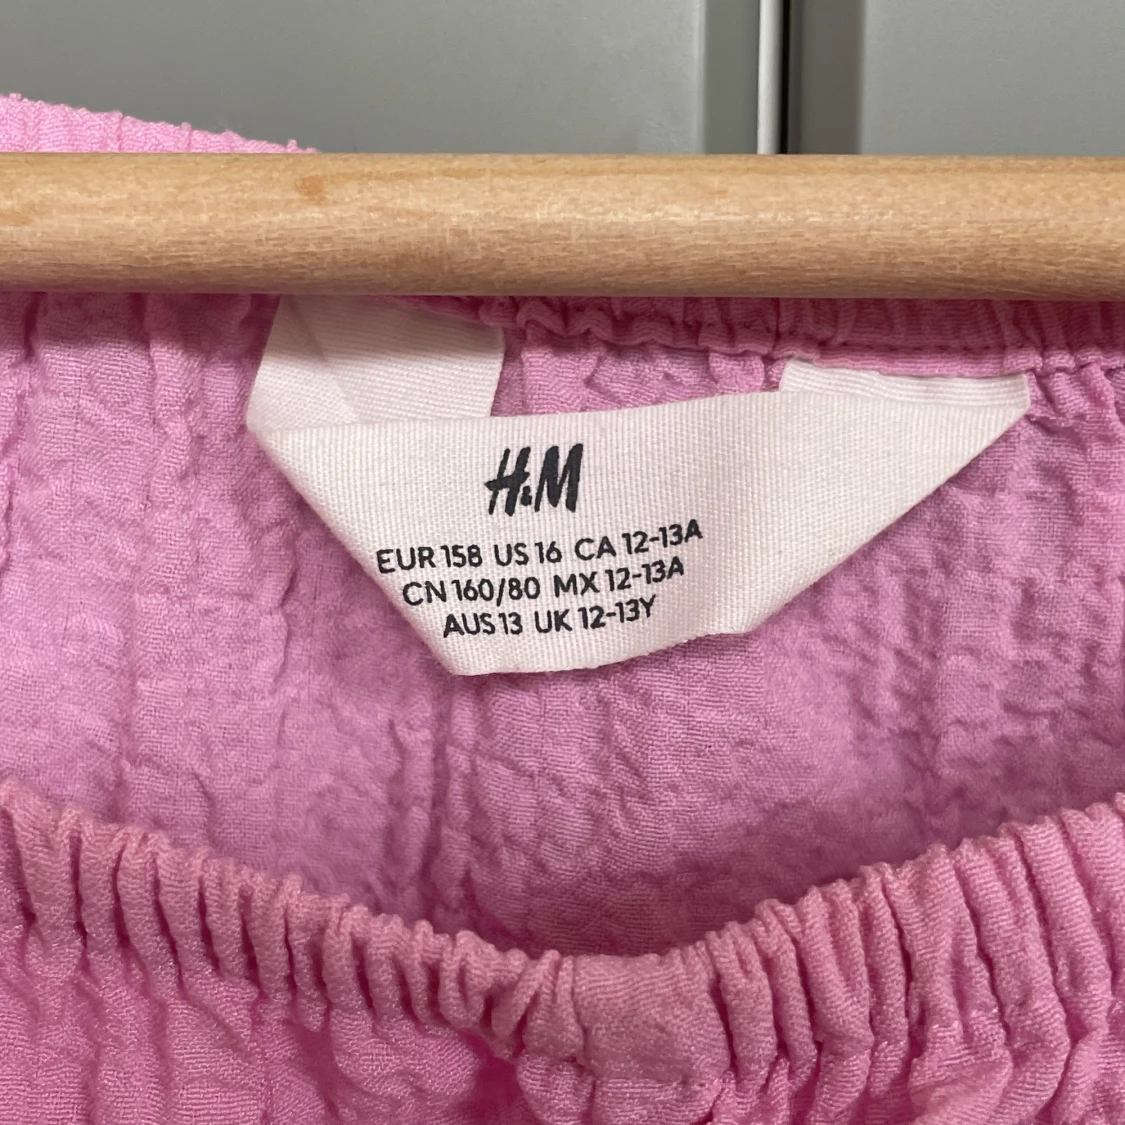 H&M
EUR 158 US 16 CA 12-13A
CN 160/80 MX 12-13A
AUS 13 UK 12-13Y